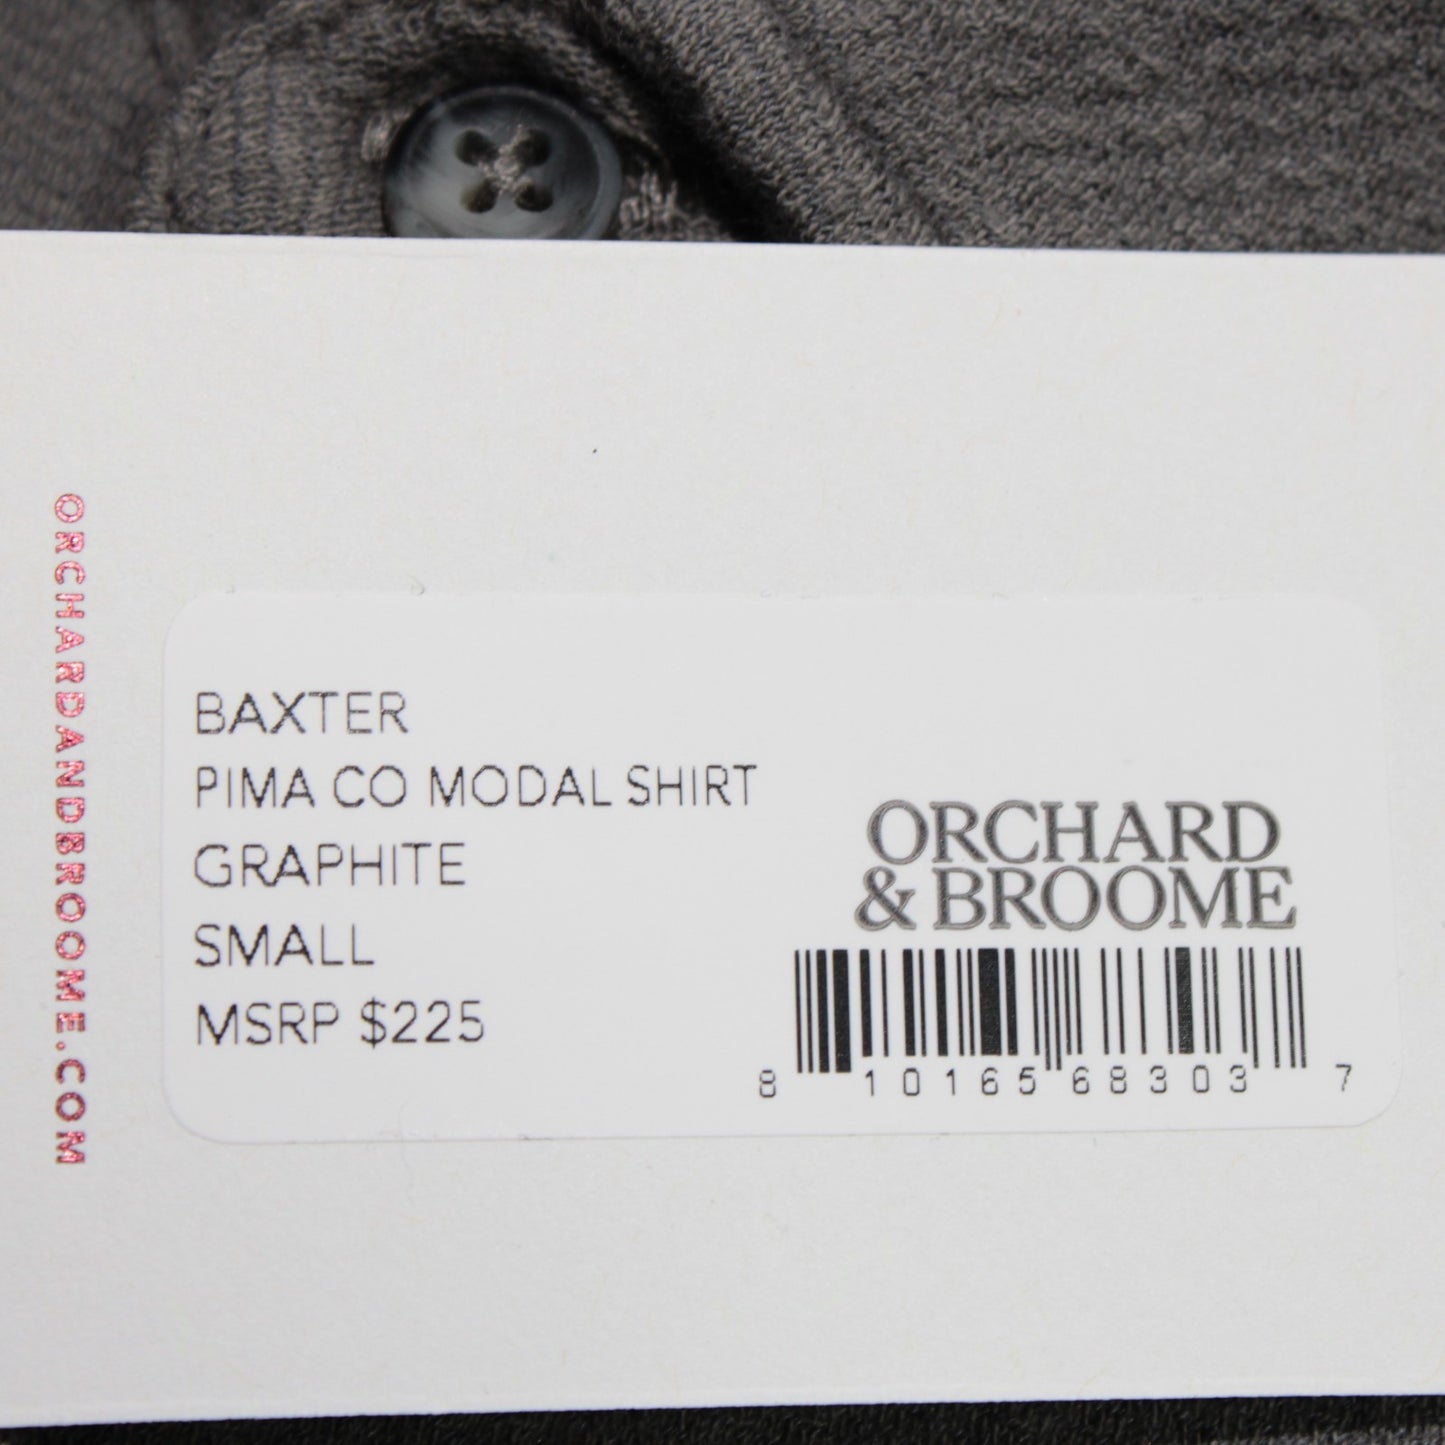 ORCHARDANDBROOME.COM
BAXTER
PIMA CO MODAL SHIRT
GRAPHITE
SMALL
MSRP $225
ORCHARD
& BROOME
8 10165 68303 7